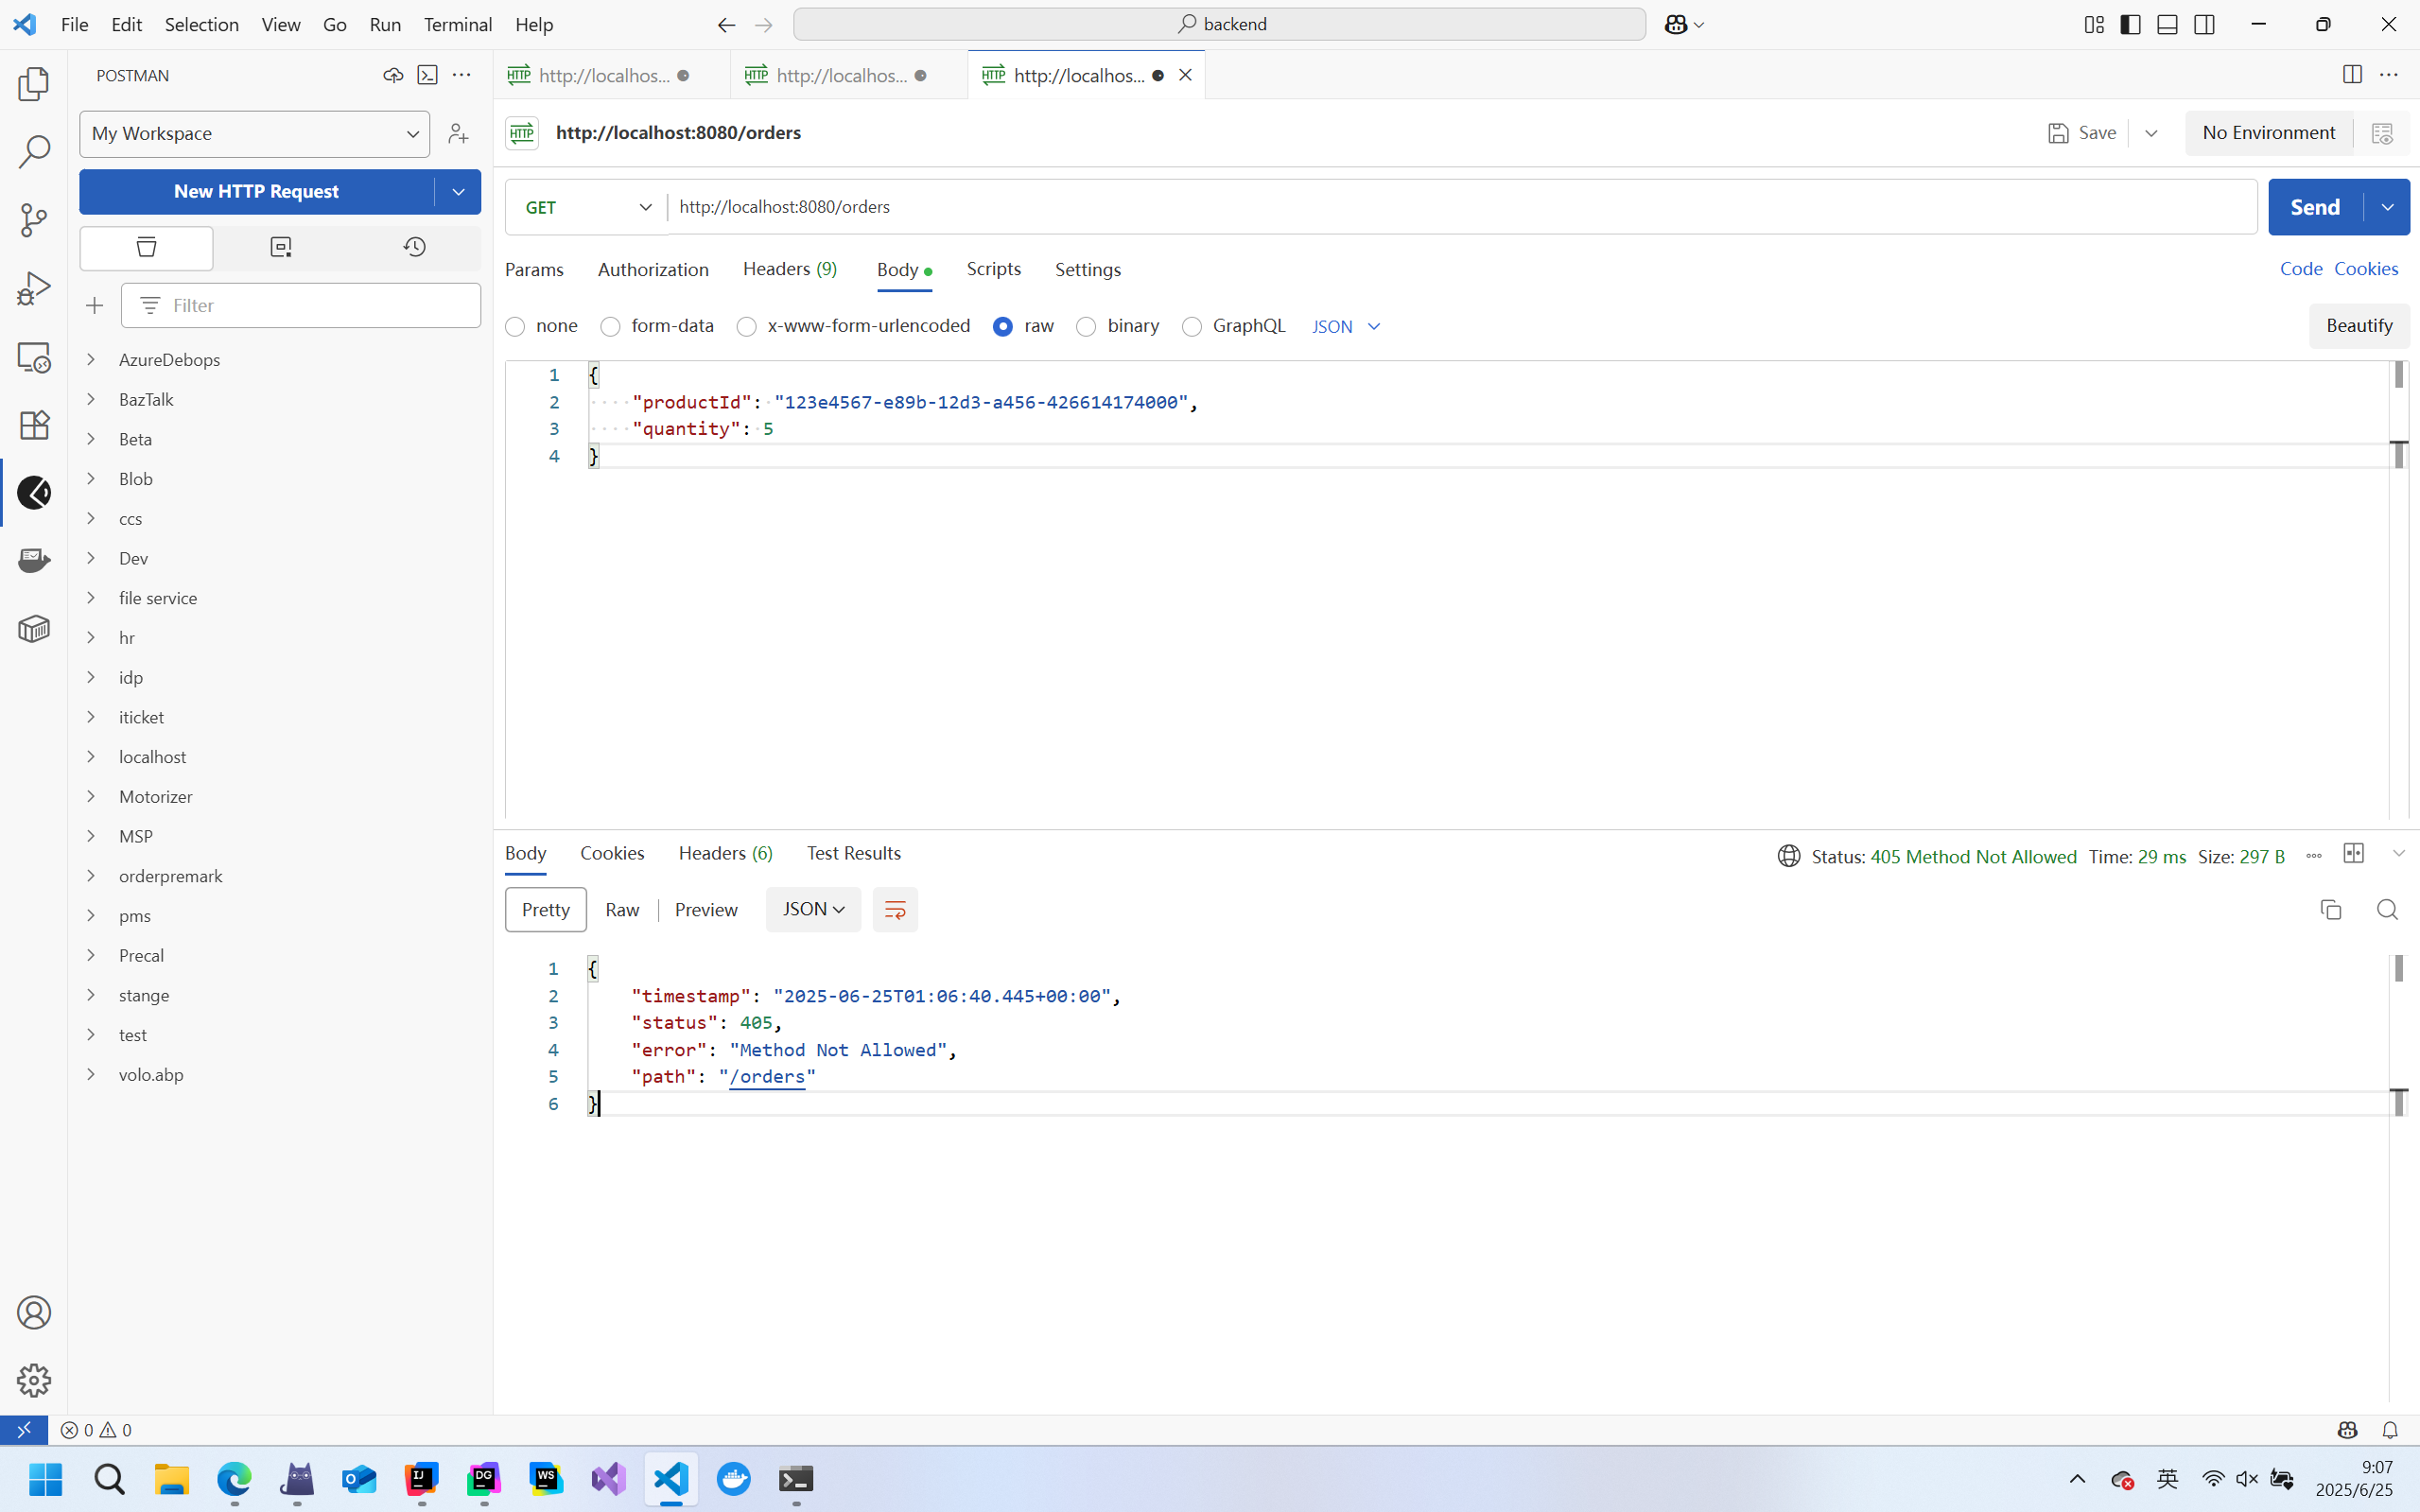 File Edit Selection View Go Run Terminal Help
backend
POSTMAN
http://localhos...
http://localhos...
http://localhos...
My Workspace
HTTP http://localhost:8080/orders
Save
No Environment
New HTTP Request
GET http://localhost:8080/orders
Send
Params Authorization Headers (9) Body Scripts Settings
Code Cookies
Filter
none form-data x-www-form-urlencoded raw binary GraphQL JSON
Beautify
AzureDebops
BazTalk
Beta
Blob
ccs
Dev
file service
hr
idp
iticket
localhost
Motorizer
MSP
orderpremark
pms
Precal
stange
test
volo.abp
1 {
2 "productId": "123e4567-e89b-12d3-a456-426614174000",
3 "quantity": 5
4 }
Body Cookies Headers (6) Test Results
Status: 405 Method Not Allowed Time: 29 ms Size: 297 B
Pretty Raw Preview JSON
1 {
2 "timestamp": "2025-06-25T01:06:40.445+00:00",
3 "status": 405,
4 "error": "Method Not Allowed",
5 "path": "/orders"
6 }
0 0
IJ DG WS
英
9:07
2025/6/25